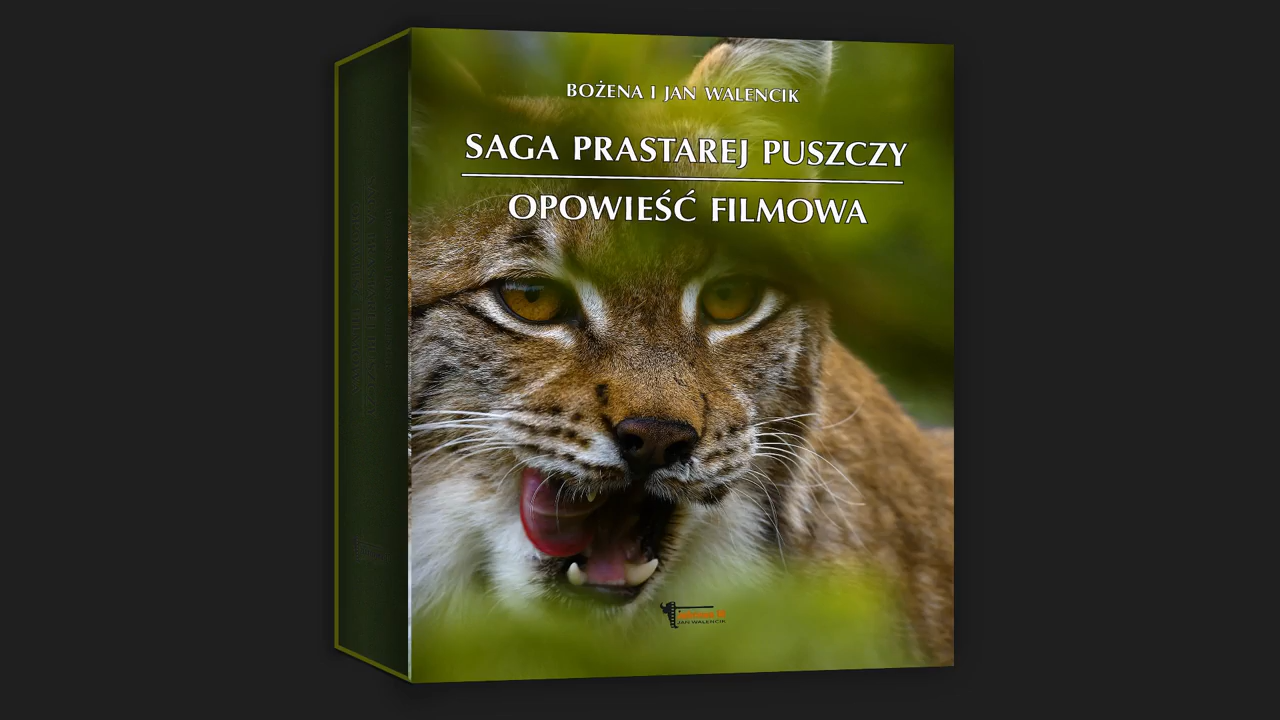 BOŻENA I JAN WALENCIK
SAGA PRASTAREJ PUSZCZY
OPOWIEŚĆ FILMOWA
JAN WALENCIK